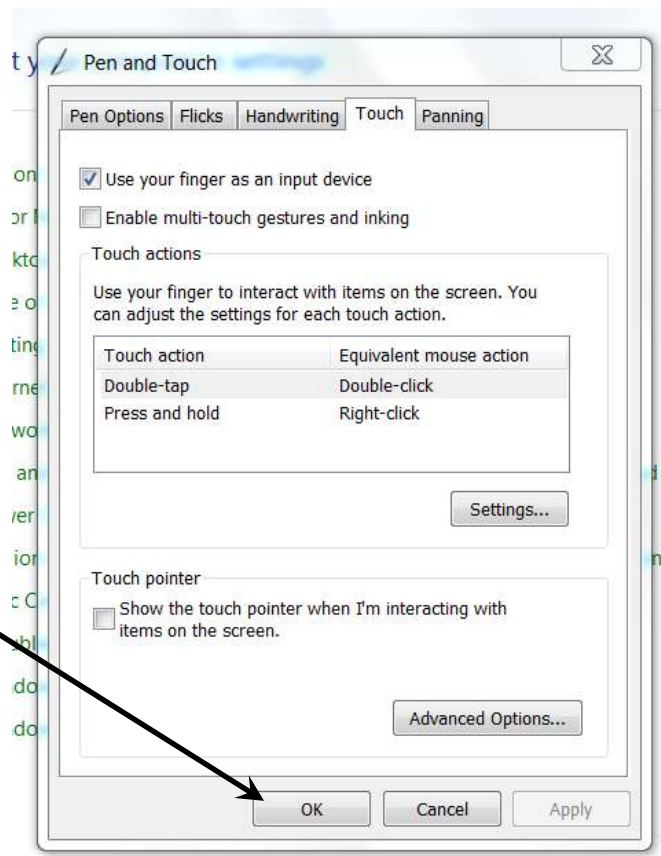 t y
Pen and Touch
settings
Pen Options Flicks Handwriting Touch Panning
Use your finger as an input device
Enable multi-touch gestures and inking
Touch actions
Use your finger to interact with items on the screen. You
can adjust the settings for each touch action.
Touch action Equivalent mouse action
Double-tap Double-click
Press and hold Right-click
Settings...
Touch pointer
Show the touch pointer when I'm interacting with
items on the screen.
Advanced Options...
OK Cancel Apply